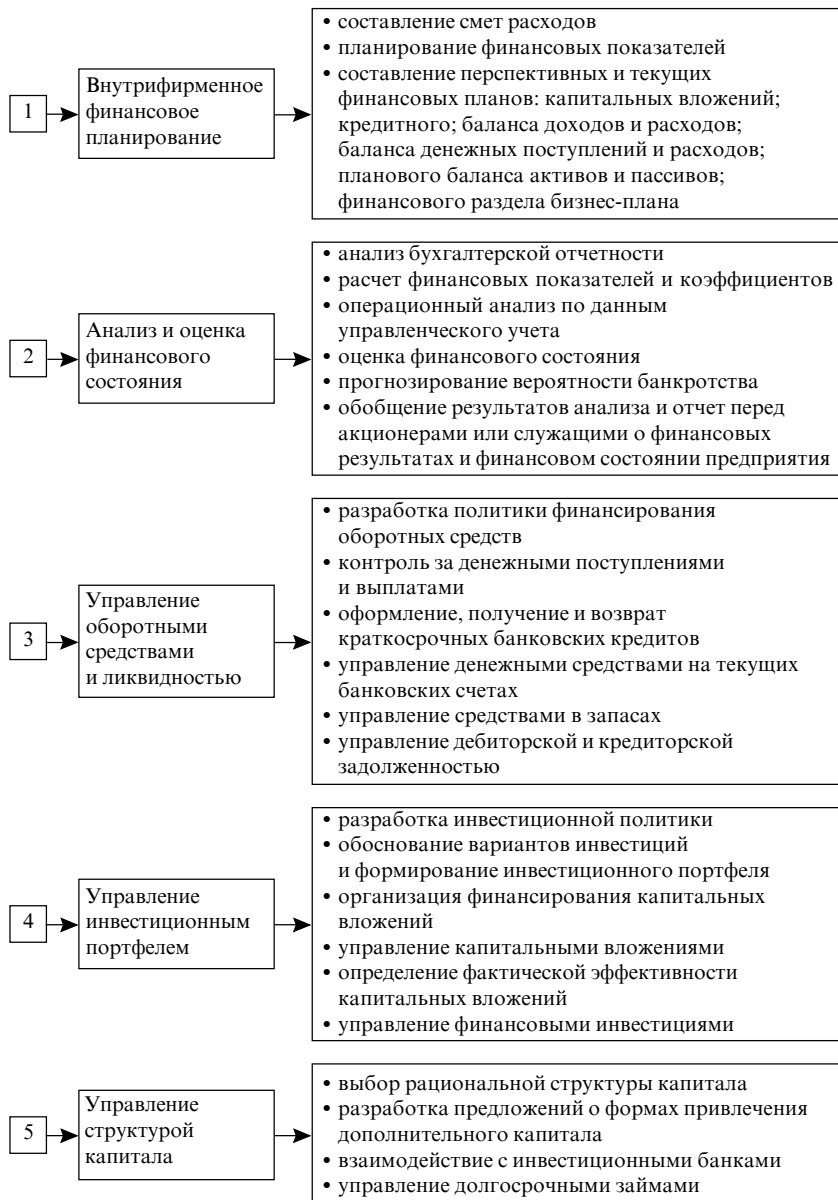 1
Внутрифирменное
финансовое
планирование
• составление смет расходов
• планирование финансовых показателей
• составление перспективных и текущих
финансовых планов: капитальных вложений;
кредитного; баланса доходов и расходов;
баланса денежных поступлений и расходов;
планового баланса активов и пассивов;
финансового раздела бизнес-плана
2
Анализ и оценка
финансового
состояния
• анализ бухгалтерской отчетности
• расчет финансовых показателей и коэффициентов
• операционный анализ по данным
управленческого учета
• оценка финансового состояния
• прогнозирование вероятности банкротства
• обобщение результатов анализа и отчет перед
акционерами или служащими о финансовых
результатах и финансовом состоянии предприятия
3
Управление
оборотными
средствами
и ликвидностью
• разработка политики финансирования
оборотных средств
• контроль за денежными поступлениями
и выплатами
• оформление, получение и возврат
краткосрочных банковских кредитов
• управление денежными средствами на текущих
банковских счетах
• управление средствами в запасах
• управление дебиторской и кредиторской
задолженностью
4
Управление
инвестиционным
портфелем
• разработка инвестиционной политики
• обоснование вариантов инвестиций
и формирование инвестиционного портфеля
• организация финансирования капитальных
вложений
• управление капитальными вложениями
• определение фактической эффективности
капитальных вложений
• управление финансовыми инвестициями
5
Управление
структурой
капитала
• выбор рациональной структуры капитала
• разработка предложений о формах привлечения
дополнительного капитала
• взаимодействие с инвестиционными банками
• управление долгосрочными займами